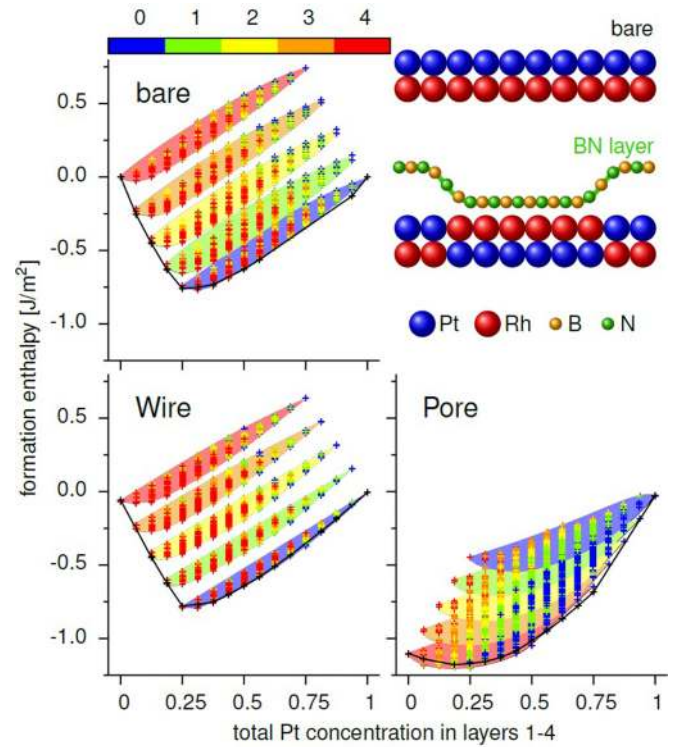 0 1 2 3 4
bare
bare
0.5
0.0
-0.5
-1.0
BN layer
Pt Rh B N
formation enthalpy [J/m²]
Wire
Pore
0.5
0.0
-0.5
-1.0
0 0.25 0.5 0.75 1
0 0.25 0.5 0.75 1
total Pt concentration in layers 1-4